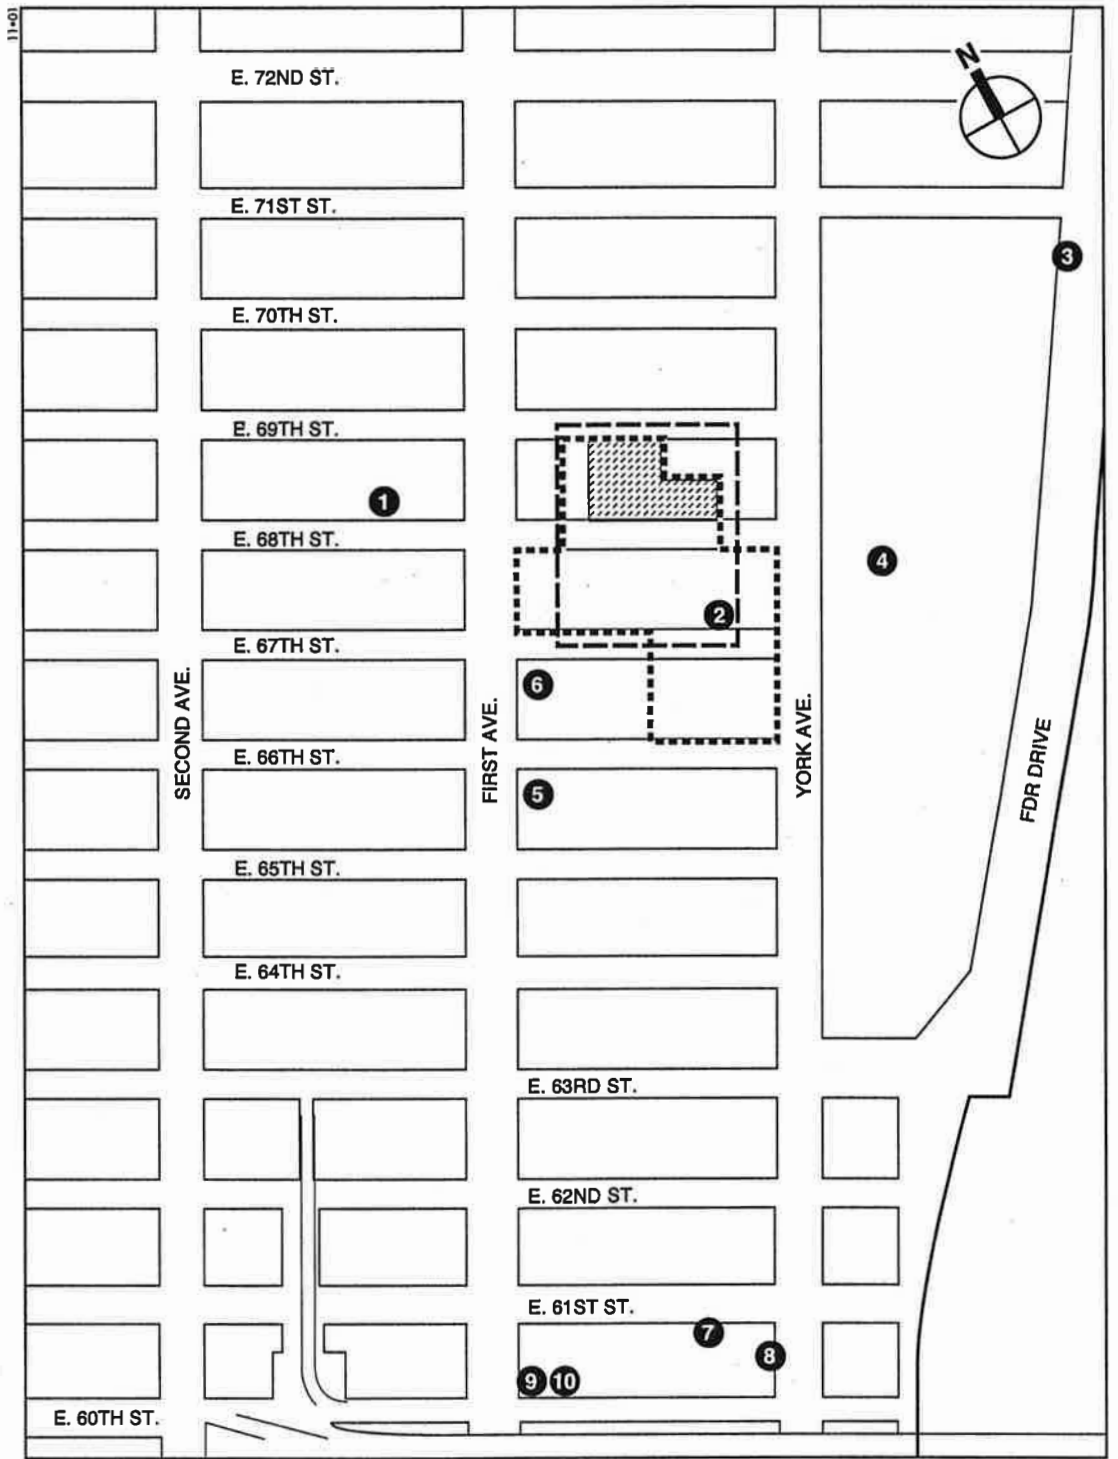 11•01
N
E. 72ND ST.
E. 71ST ST.
3
E. 70TH ST.
E. 69TH ST.
1
E. 68TH ST.
4
2
E. 67TH ST.
6
SECOND AVE.
FIRST AVE.
YORK AVE.
FDR DRIVE
E. 66TH ST.
5
E. 65TH ST.
E. 64TH ST.
E. 63RD ST.
E. 62ND ST.
E. 61ST ST.
7
8
9 10
E. 60TH ST.